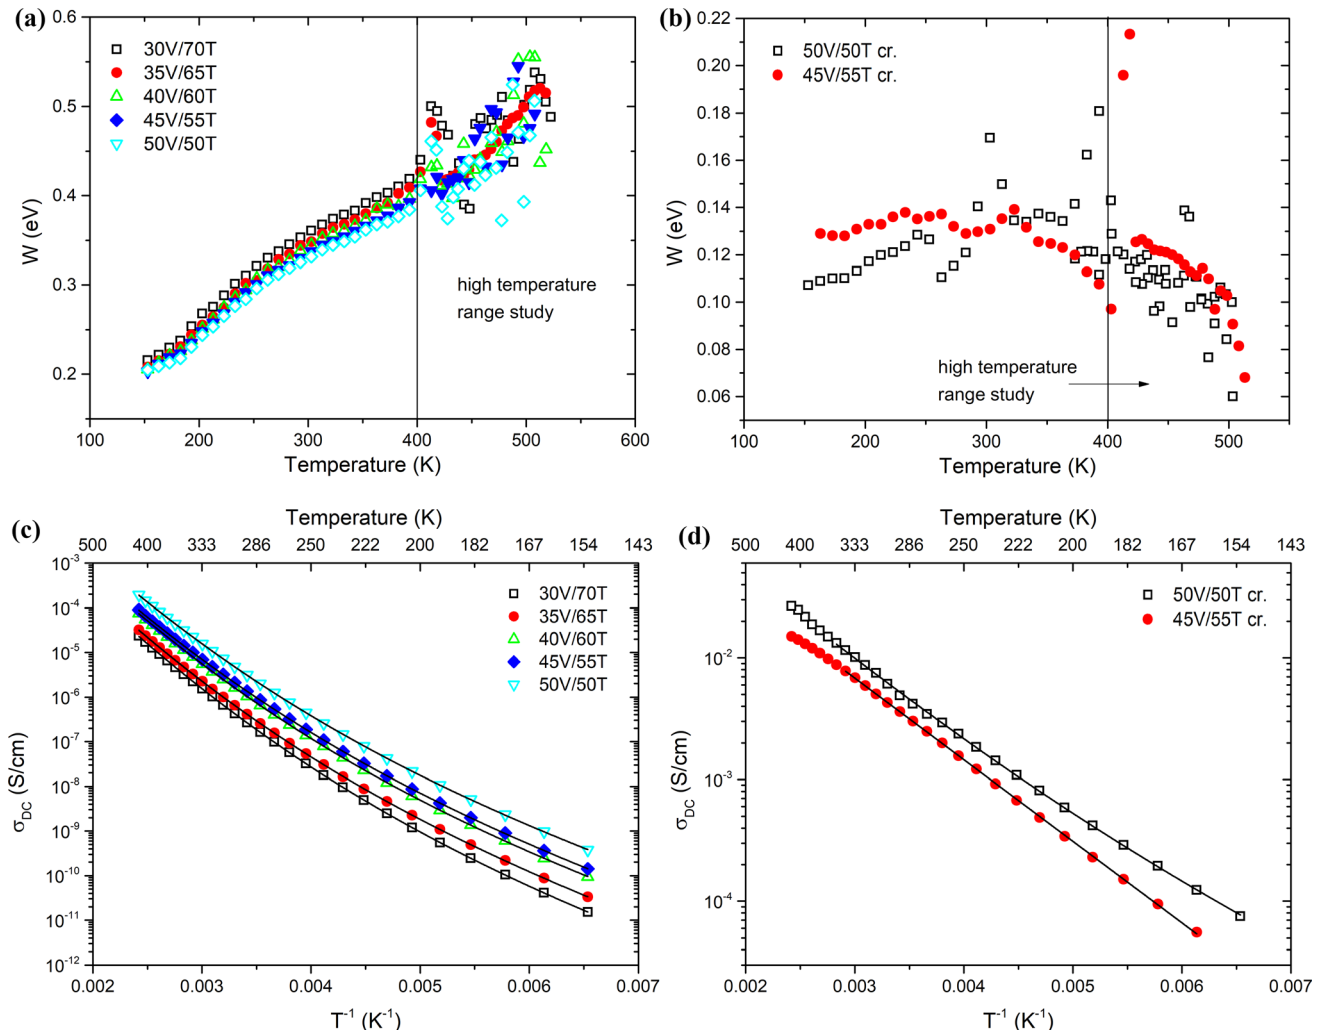 (a)
0.6
0.5
0.4
0.3
0.2
W (eV)
30V/70T
35V/65T
40V/60T
45V/55T
50V/50T
high temperature
range study
100 200 300 400 500 600
Temperature (K)
(b)
0.22
0.20
0.18
0.16
0.14
0.12
0.10
0.08
0.06
W (eV)
50V/50T cr.
45V/55T cr.
high temperature
range study
100 200 300 400 500
Temperature (K)
(c)
Temperature (K)
500 400 333 286 250 222 200 182 167 154 143
10⁻³
10⁻⁴
10⁻⁵
10⁻⁶
10⁻⁷
10⁻⁸
10⁻⁹
10⁻¹⁰
10⁻¹¹
10⁻¹²
σDC (S/cm)
30V/70T
35V/65T
40V/60T
45V/55T
50V/50T
0.002 0.003 0.004 0.005 0.006 0.007
T⁻¹ (K⁻¹)
(d)
Temperature (K)
500 400 333 286 250 222 200 182 167 154 143
10⁻²
10⁻³
10⁻⁴
σDC (S/cm)
50V/50T cr.
45V/55T cr.
0.002 0.003 0.004 0.005 0.006 0.007
T⁻¹ (K⁻¹)